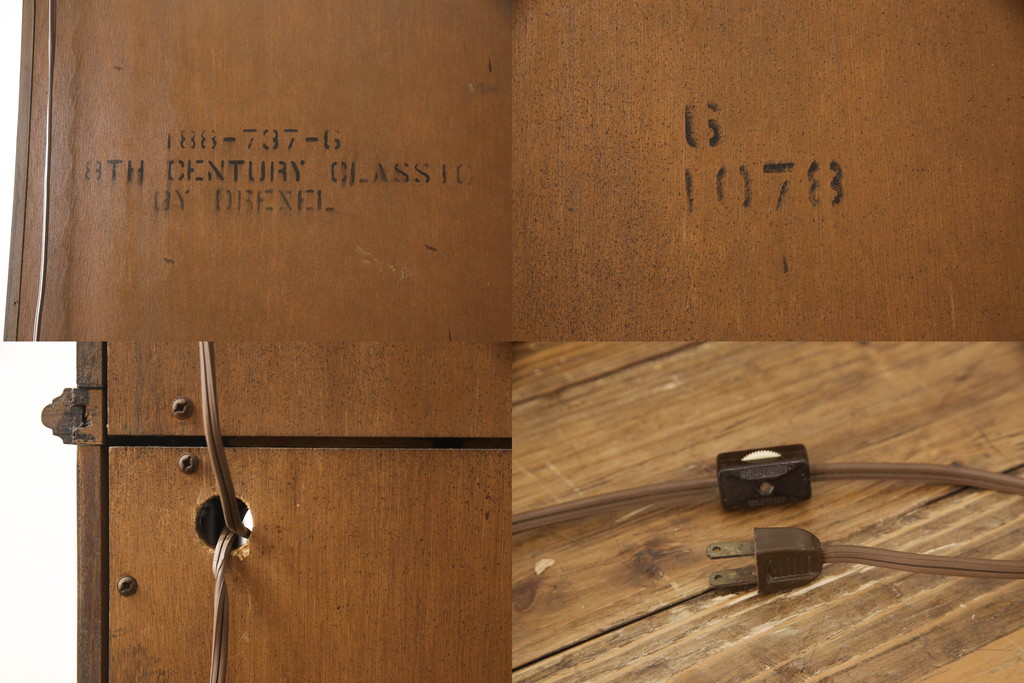 188-737-6
8TH CENTURY CLASSIC
BY DREXEL
6
1078